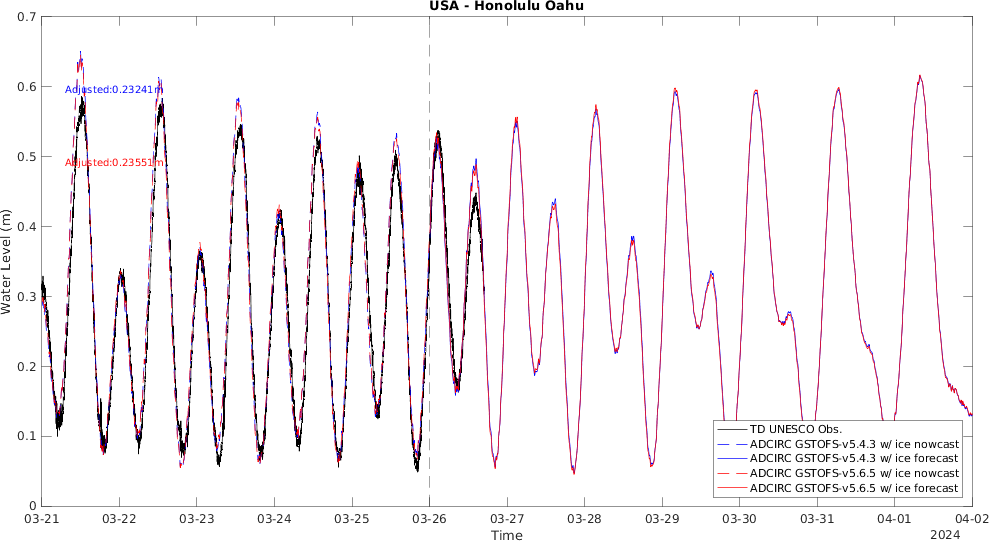 USA - Honolulu Oahu
0.7
0.6
0.5
0.4
0.3
0.2
0.1
0
Water Level (m)
Adjusted:0.23241m
Adjusted:0.23551m
TD UNESCO Obs.
ADCIRC GSTOFS-v5.4.3 w/ ice nowcast
ADCIRC GSTOFS-v5.4.3 w/ ice forecast
ADCIRC GSTOFS-v5.6.5 w/ ice nowcast
ADCIRC GSTOFS-v5.6.5 w/ ice forecast
03-21 03-22 03-23 03-24 03-25 03-26 03-27 03-28 03-29 03-30 03-31 04-01 04-02
Time
2024